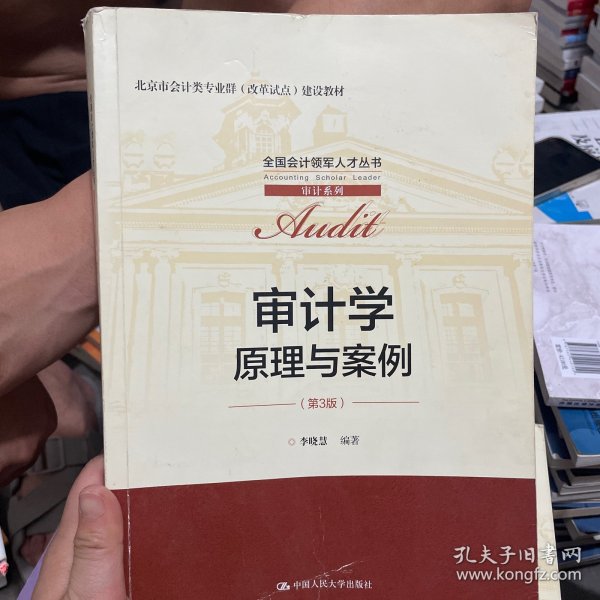 北京市会计类专业群（改革试点）建设教材
全国会计领军人才丛书
Accounting Scholar Leader
审计系列
Audit
审计学
原理与案例
（第3版）
李晓慧 编著
中国人民大学出版社
孔夫子旧书网
www.kongfz.com